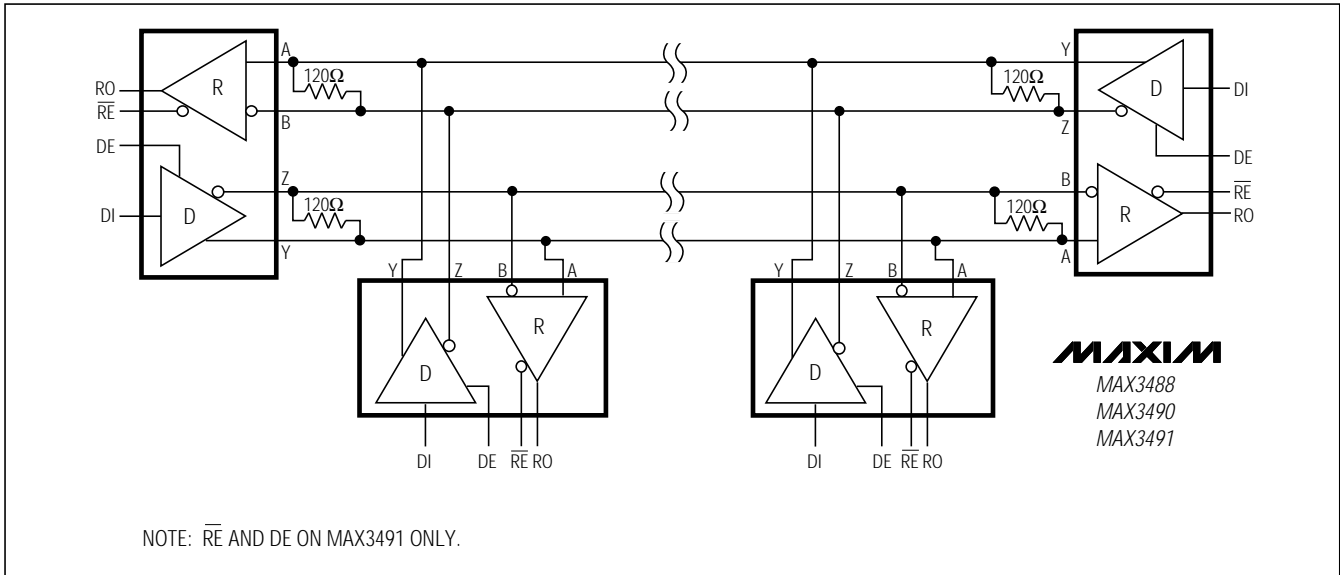 A
Y
120Ω
120Ω
RO
R
D
DI
RE
B
Z
DE
DE
Z
B
RE
120Ω
120Ω
DI
D
R
RO
Y
A
Y
Z
B
A
Y
Z
B
A
R
R
D
D
MAXIM
MAX3488
MAX3490
MAX3491
DI
DE
RE
RO
DI
DE
RE
RO
NOTE: RE AND DE ON MAX3491 ONLY.